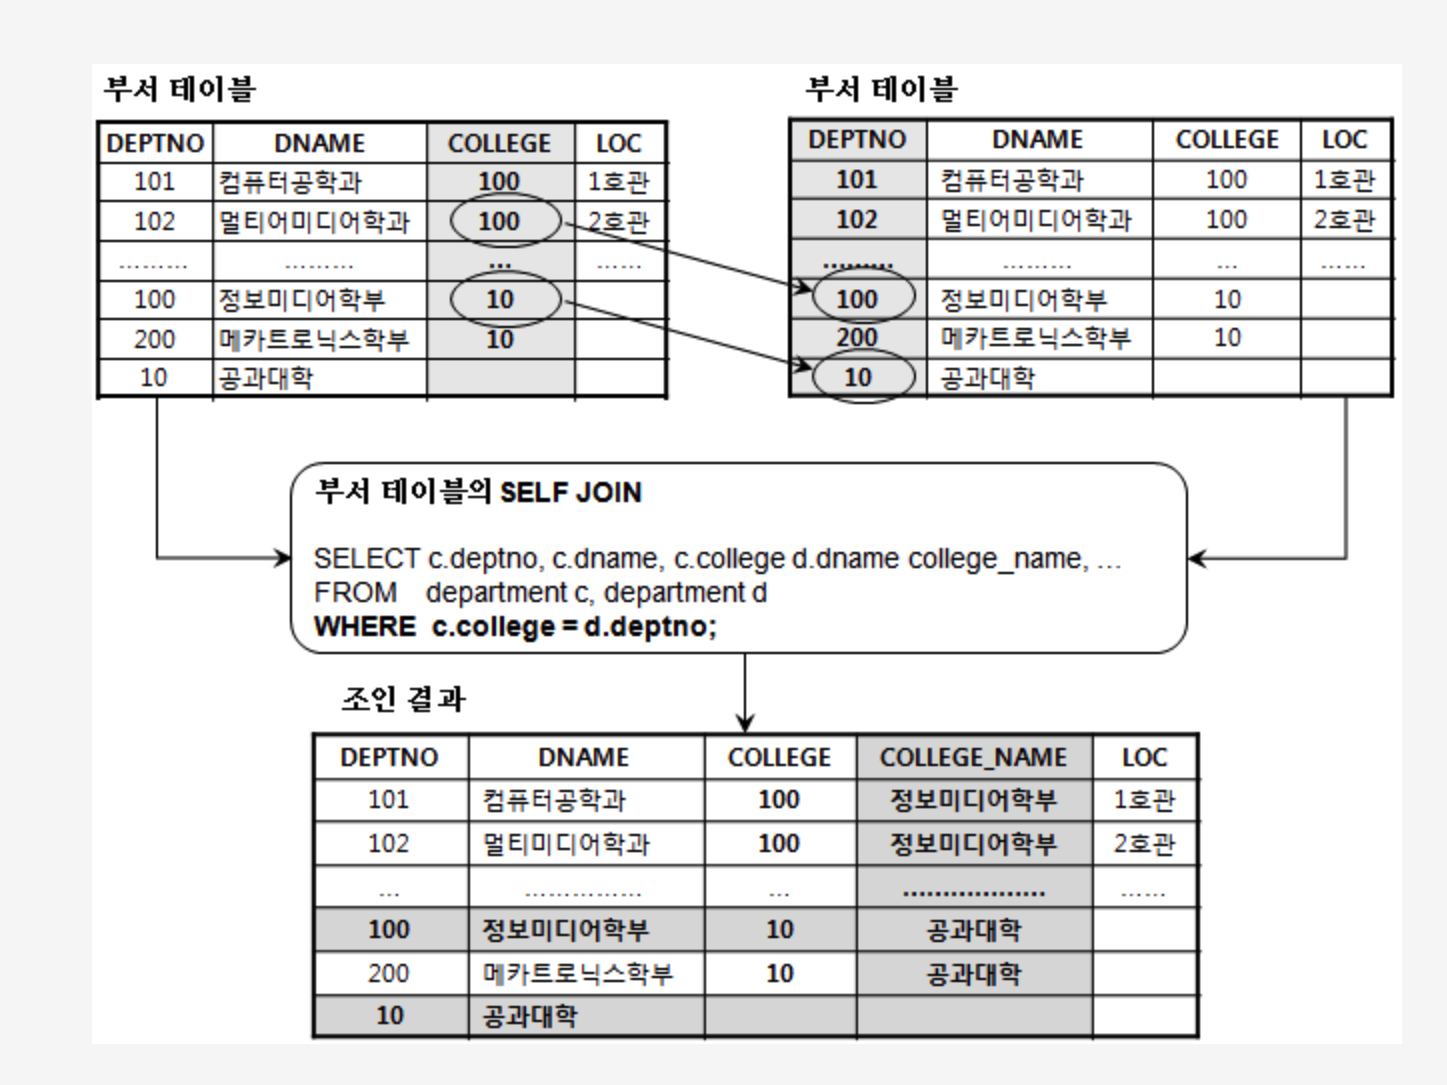 부서 테이블
DEPTNO DNAME COLLEGE LOC
101 컴퓨터공학과 100 1호관
102 멀티어미디어학과 100 2호관
......... ......... ... ......
100 정보미디어학부 10
200 메카트로닉스학부 10
10 공과대학
부서 테이블
DEPTNO DNAME COLLEGE LOC
101 컴퓨터공학과 100 1호관
102 멀티어미디어학과 100 2호관
......... ......... ... ......
100 정보미디어학부 10
200 메카트로닉스학부 10
10 공과대학
부서 테이블의 SELF JOIN
SELECT c.deptno, c.dname, c.college d.dname college_name, ...
FROM department c, department d
WHERE c.college = d.deptno;
조인 결과
DEPTNO DNAME COLLEGE COLLEGE_NAME LOC
101 컴퓨터공학과 100 정보미디어학부 1호관
102 멀티미디어학과 100 정보미디어학부 2호관
... ............... ... .................. ......
100 정보미디어학부 10 공과대학
200 메카트로닉스학부 10 공과대학
10 공과대학